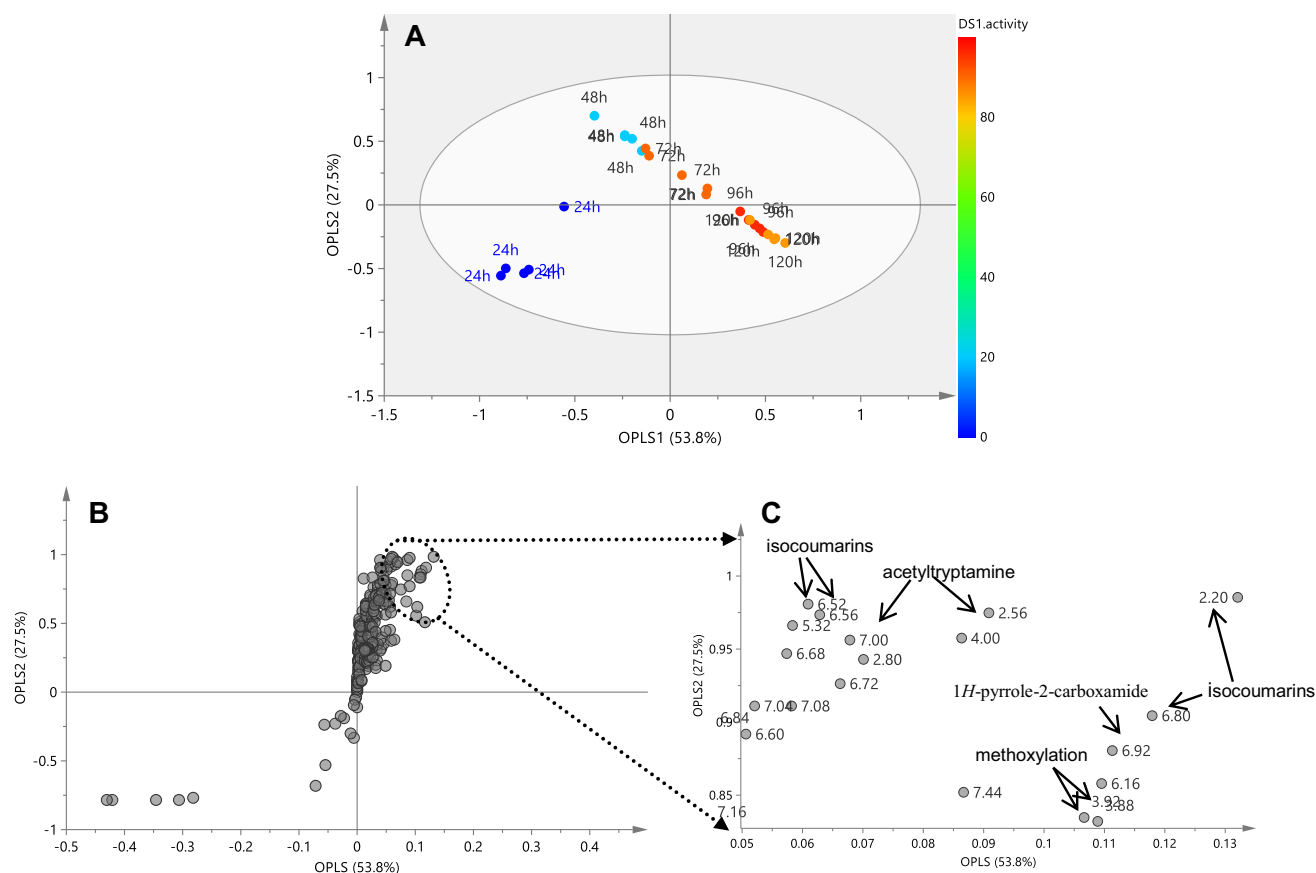 DS1.activity
A
48h
48h
48h
48h
72h
72h
72h
72h
96h
96h
96h
96h
120h
120h
120h
24h
24h
24h
24h
24h
1
0.5
0
-0.5
-1
-1.5
-1.5
-1
-0.5
0
0.5
1
OPLS2 (27.5%)
OPLS1 (53.8%)
80
60
40
20
0
B
1
0.5
0
-0.5
-1
-0.5
-0.4
-0.3
-0.2
-0.1
0
0.1
0.2
0.3
0.4
OPLS2 (27.5%)
OPLS (53.8%)
C
isocoumarins
acetyltryptamine
6.52
6.56
5.32
7.00
2.56
2.20
4.00
6.68
2.80
6.72
1H-pyrrole-2-carboxamide
isocoumarins
7.04
7.08
6.84
6.80
6.60
6.92
methoxylation
6.16
7.44
3.92
3.88
7.16
1
0.95
0.9
0.85
0.05
0.06
0.07
0.08
0.09
0.1
0.11
0.12
0.13
OPLS2 (27.5%)
OPLS (53.8%)